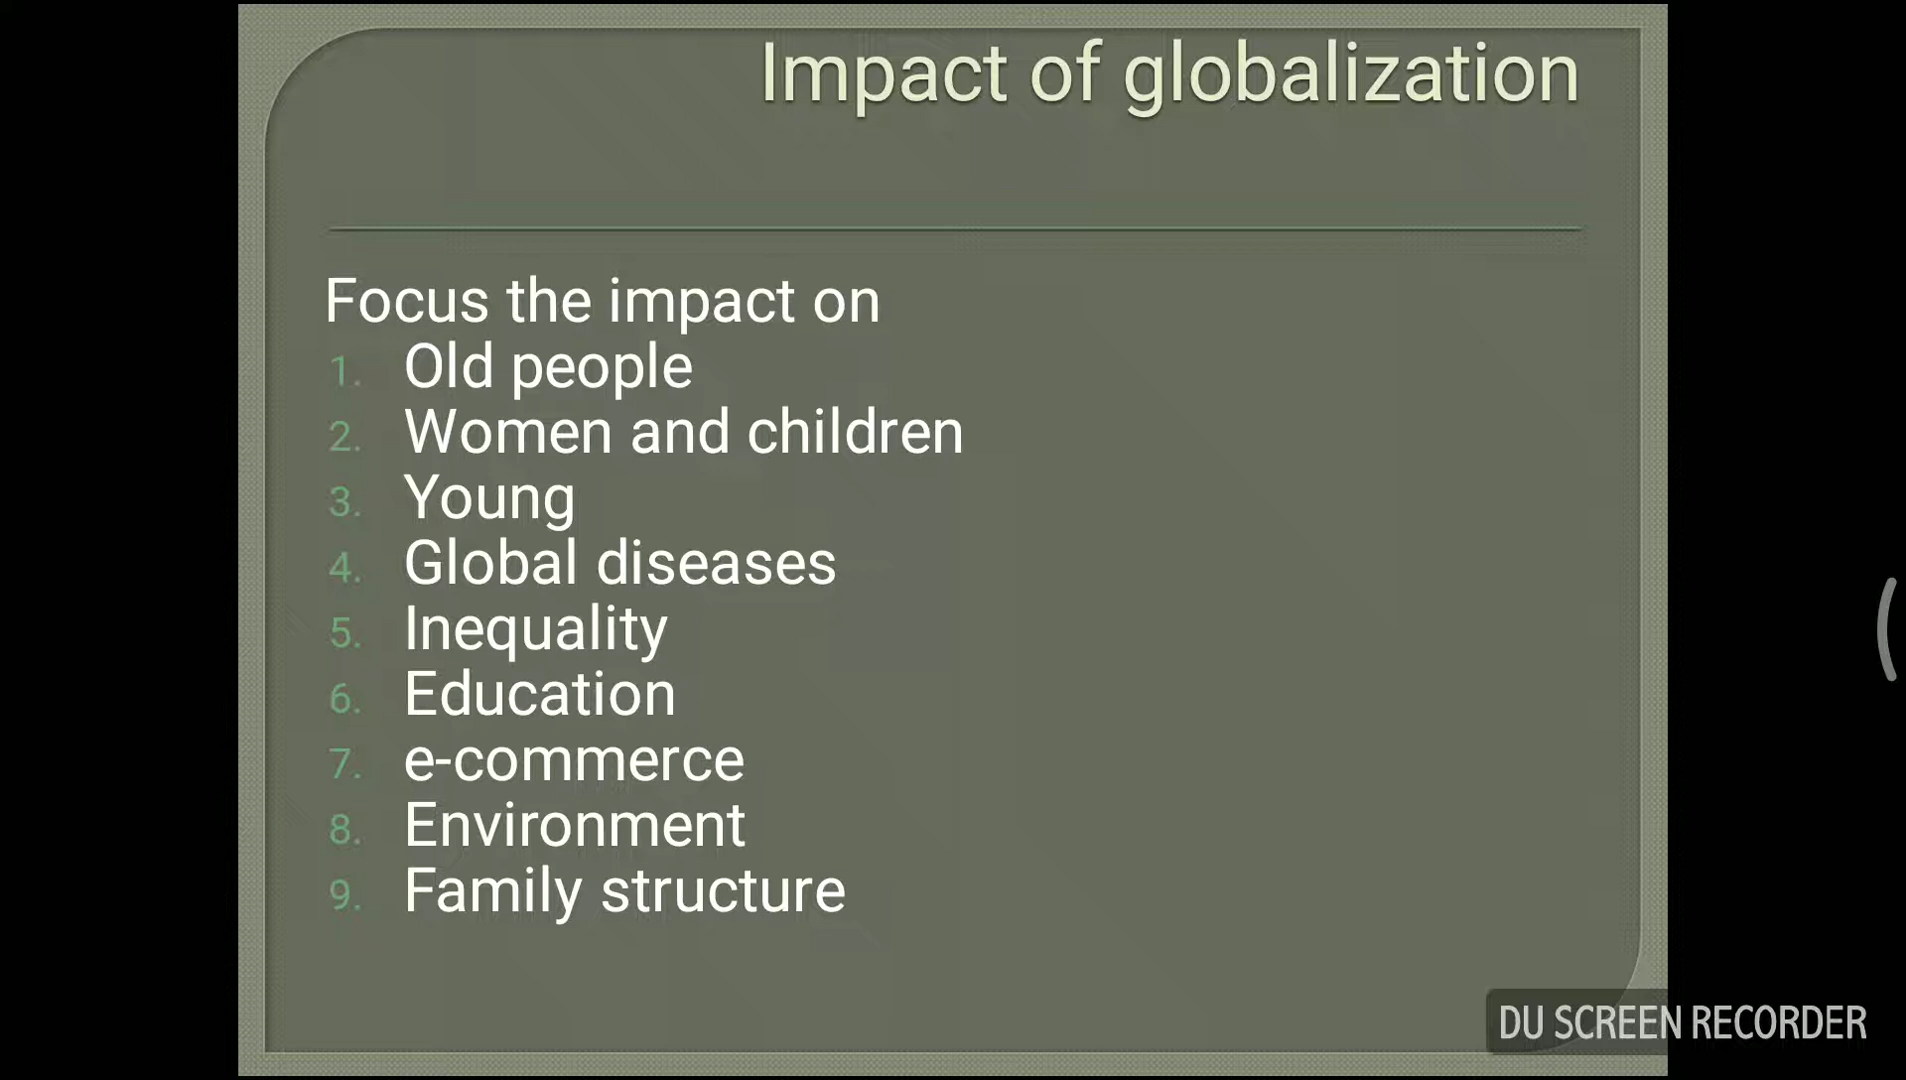 Impact of globalization
Focus the impact on
1. Old people
2. Women and children
3. Young
4. Global diseases
5. Inequality
6. Education
7. e-commerce
8. Environment
9. Family structure
DU SCREEN RECORDER